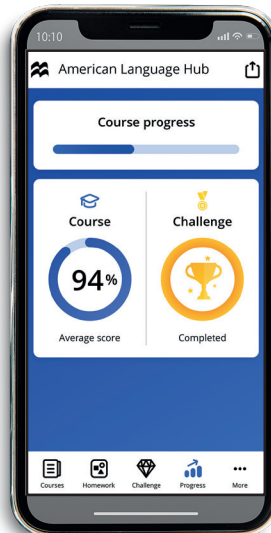 10:10
American Language Hub
Course progress
Course
Challenge
94%
Average score
Completed
Courses
Homework
Challenge
Progress
More